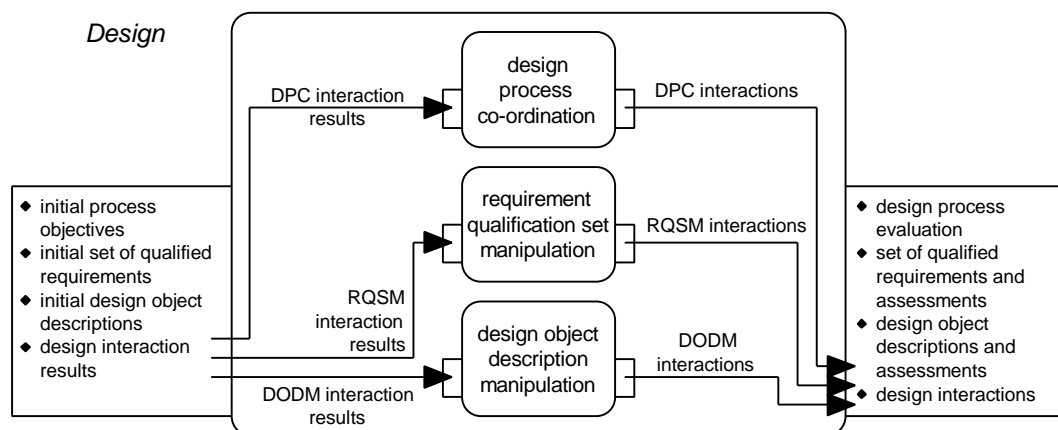 Design
design
process
co-ordination
DPC interaction
results
DPC interactions
◆ initial process
objectives
◆ initial set of qualified
requirements
◆ initial design object
descriptions
◆ design interaction
results
requirement
qualification set
manipulation
RQSM interactions
RQSM
interaction
results
design object
description
manipulation
DODM
interactions
DODM interaction
results
◆ design process
evaluation
◆ set of qualified
requirements and
assessments
◆ design object
descriptions and
assessments
◆ design interactions